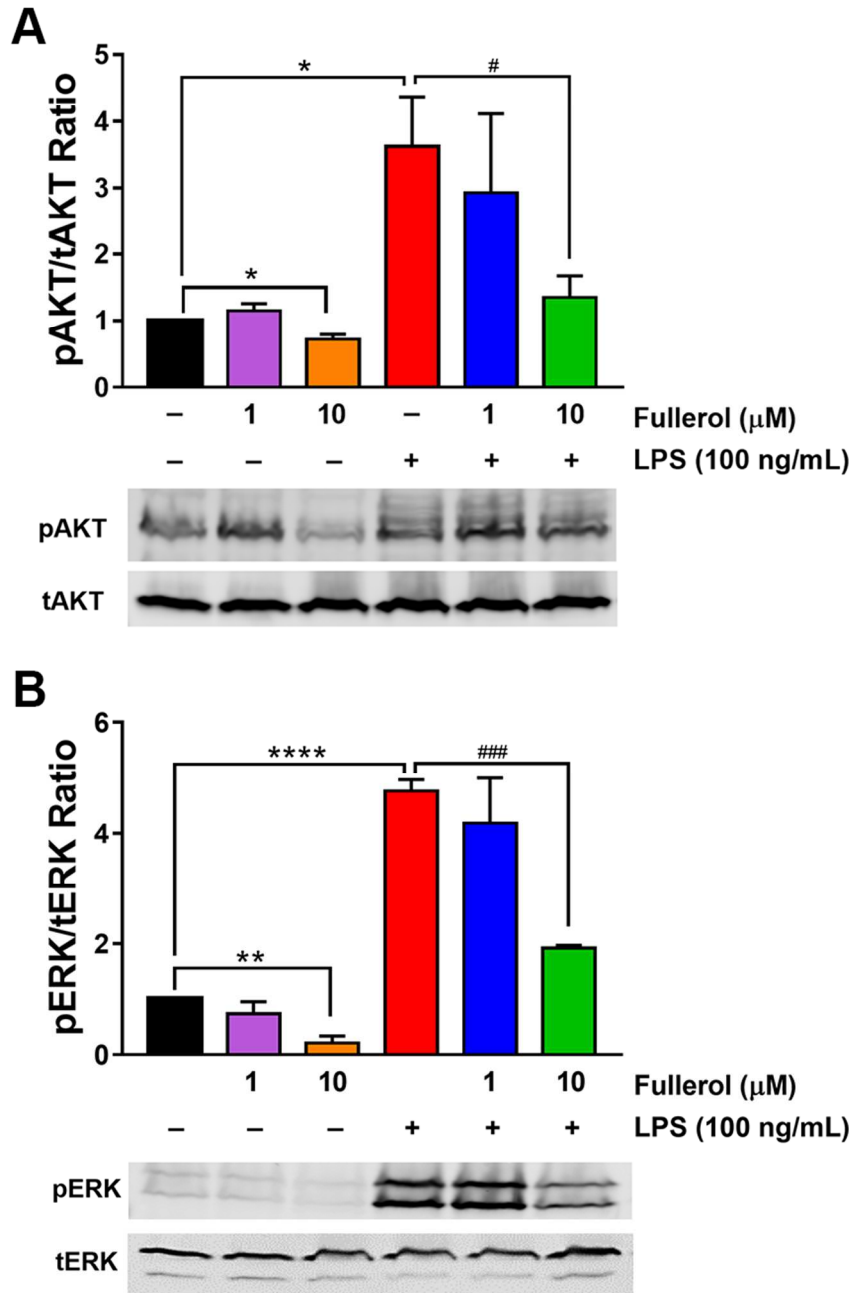 A
pAKT/tAKT Ratio
5
4
3
2
1
0
*
#
*
– 1 10 – 1 10 Fullerol (μM)
– – – + + + LPS (100 ng/mL)
pAKT
tAKT
B
pERK/tERK Ratio
6
4
2
0
****
###
**
1 10 1 10 Fullerol (μM)
– – – + + + LPS (100 ng/mL)
pERK
tERK